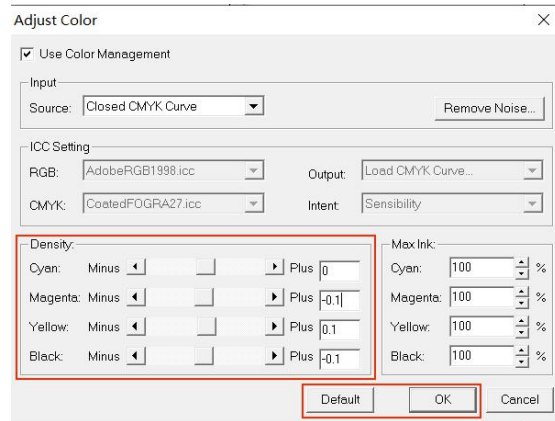 Adjust Color
Use Color Management
Input
Source: Closed CMYK Curve Remove Noise...
ICC Setting
RGB: AdobeRGB1998.icc Output: Load CMYK Curve...
CMYK: CoatedFOGRA27.icc Intent: Sensibility
Density: Max Ink:
Cyan: Minus Plus 0 Cyan: 100 %
Magenta: Minus Plus -0.1 Magenta: 100 %
Yellow: Minus Plus 0.1 Yellow: 100 %
Black: Minus Plus -0.1 Black: 100 %
Default OK Cancel